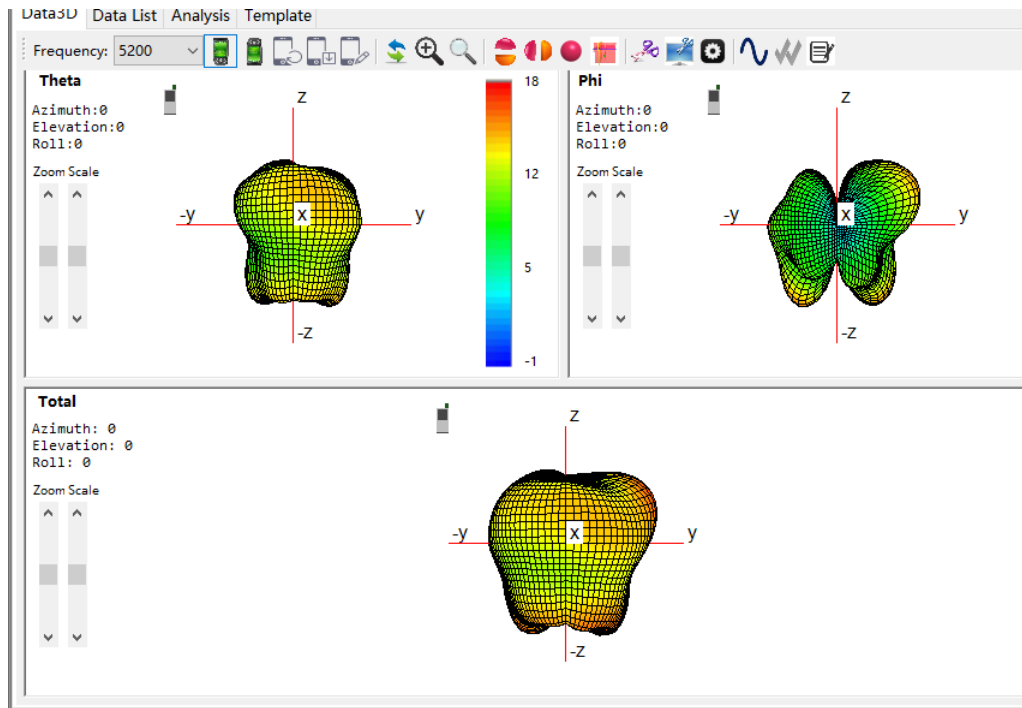 Data3D Data List Analysis Template
Frequency: 5200
Theta
Azimuth:0
Elevation:0
Roll:0
Zoom Scale
z
-y
x
y
-z
18
12
5
-1
Phi
Azimuth:0
Elevation:0
Roll:0
Zoom Scale
z
-y
x
y
-z
Total
Azimuth: 0
Elevation: 0
Roll: 0
Zoom Scale
z
-y
x
y
-z